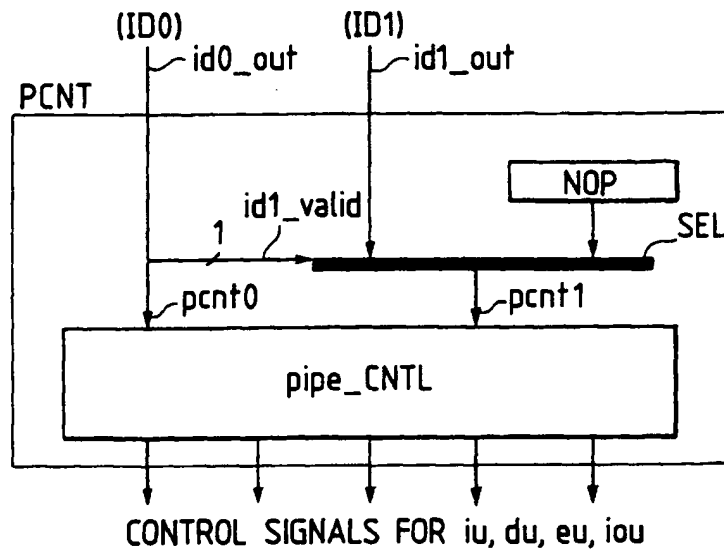 (ID0) (ID1)
id0_out id1_out
PCNT
NOP
id1_valid
1
SEL
pcnt0 pcnt1
pipe_CNTL
CONTROL SIGNALS FOR iu, du, eu, iou